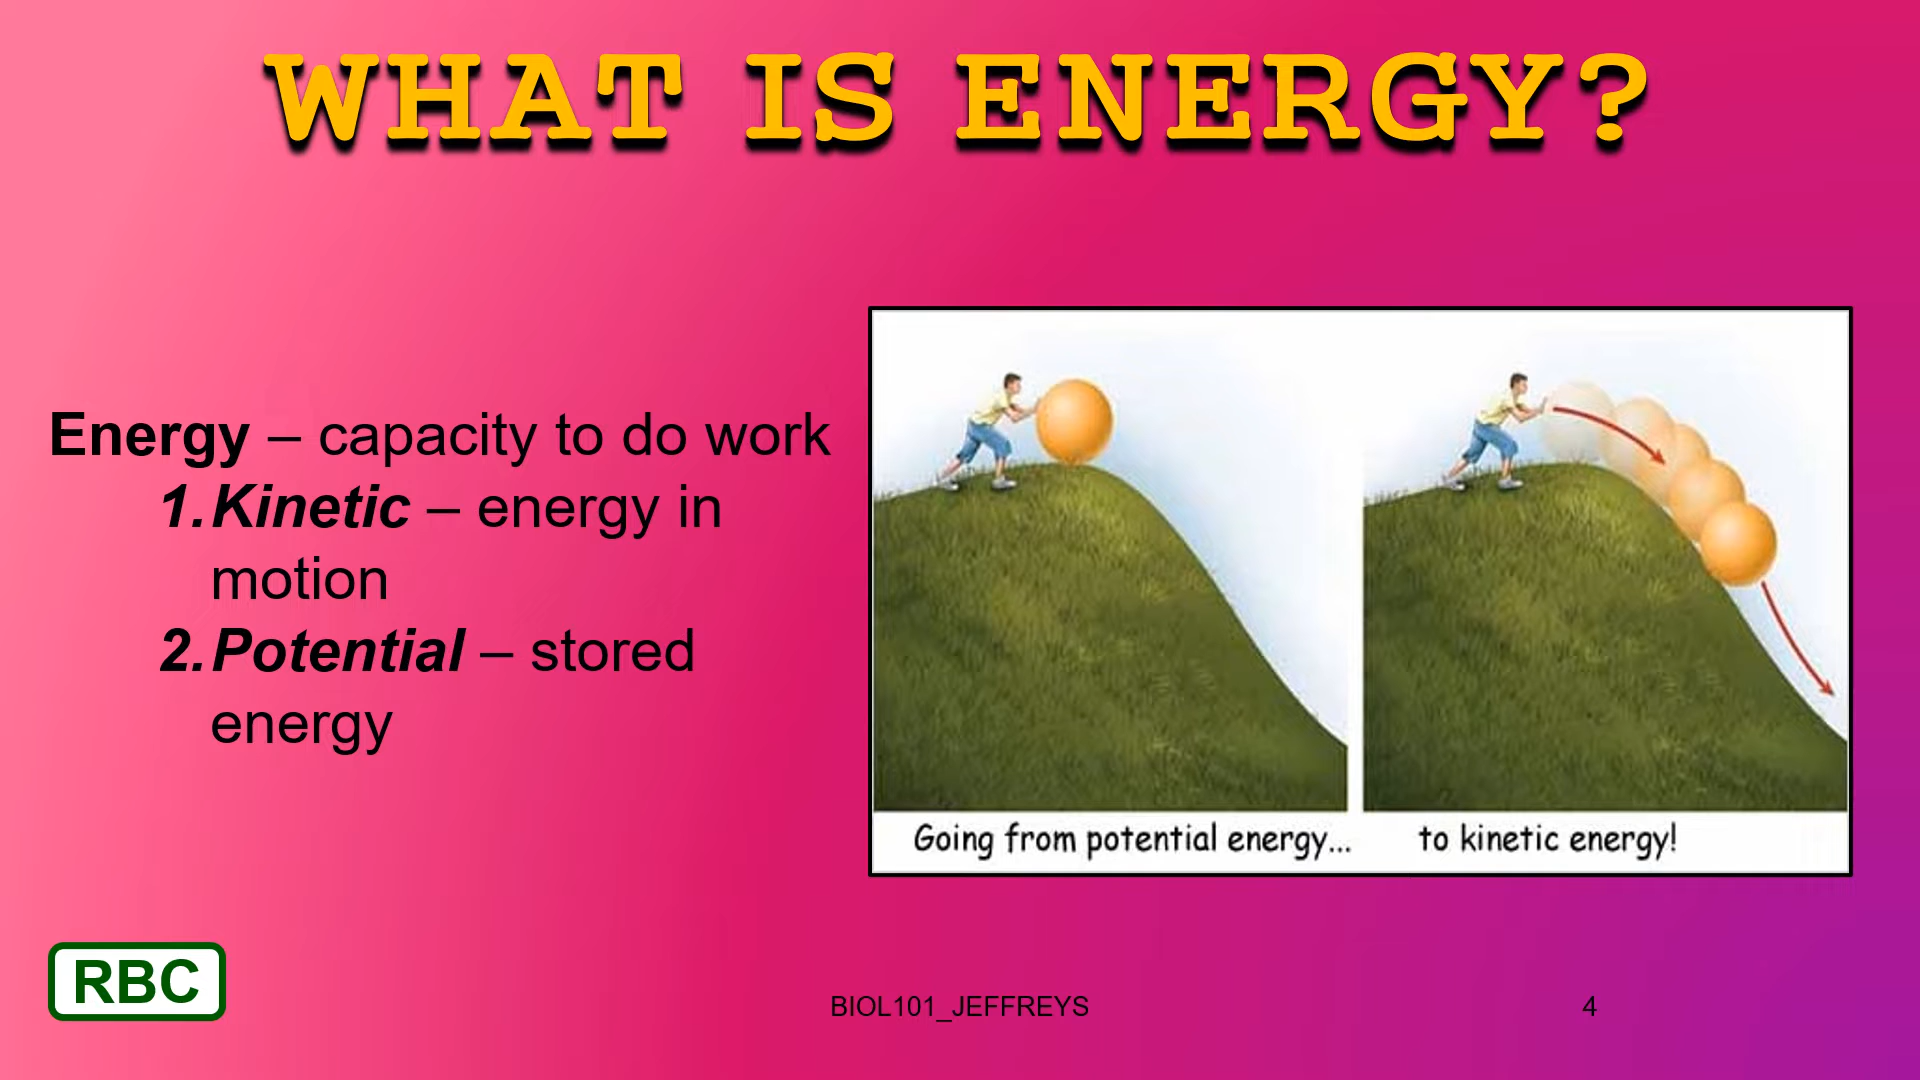 WHAT IS ENERGY?
Energy – capacity to do work
1. Kinetic – energy in
motion
2. Potential – stored
energy
Going from potential energy... to kinetic energy!
RBC
BIOL101_JEFFREYS
4